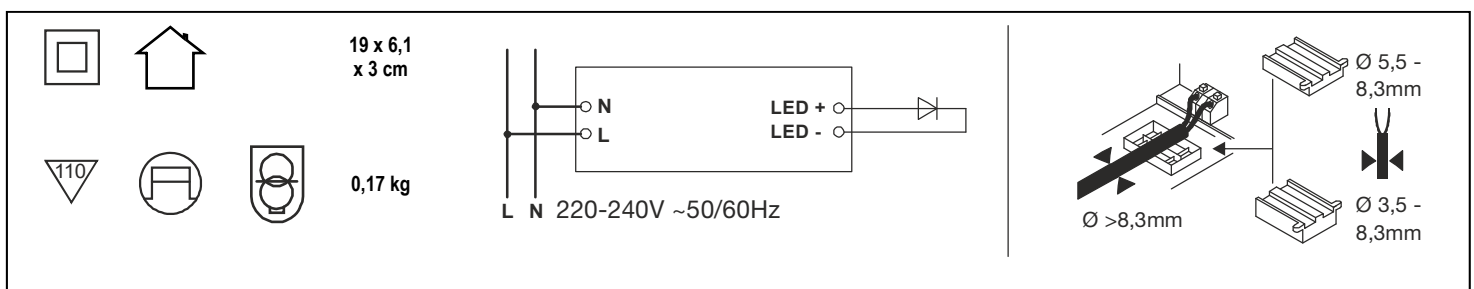 19 x 6,1
x 3 cm
110
0,17 kg
N
L
LED +
LED -
L N 220-240V ~50/60Hz
Ø >8,3mm
Ø 5,5 -
8,3mm
Ø 3,5 -
8,3mm